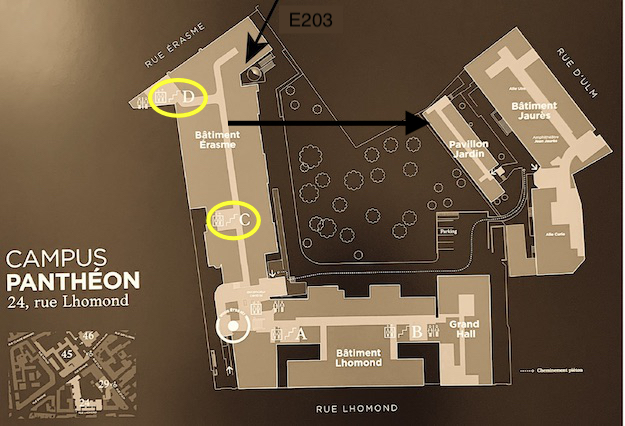 E203
RUE ÉRASME
RUE D'ULM
D
Bâtiment
Érasme
Bâtiment
Jaurès
Pavillon
Jardin
C
Parking
CAMPUS
PANTHÉON
24, rue Lhomond
A
B
Grand
Hall
Bâtiment
Lhomond
Cheminement piéton
RUE LHOMOND
46
45
29
24